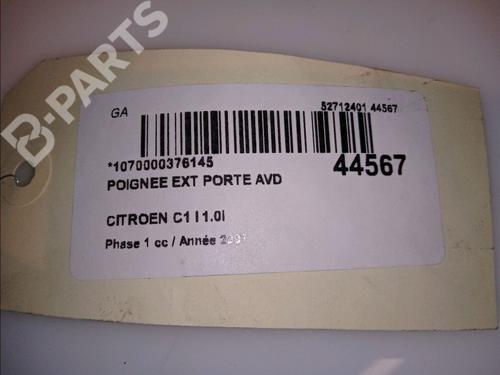 B-PARTS
GA
52712401 44567
*1070000376145
44567
POIGNEE EXT PORTE AVD
CITROEN C1 I 1.0i
Phase 1 cc / Année